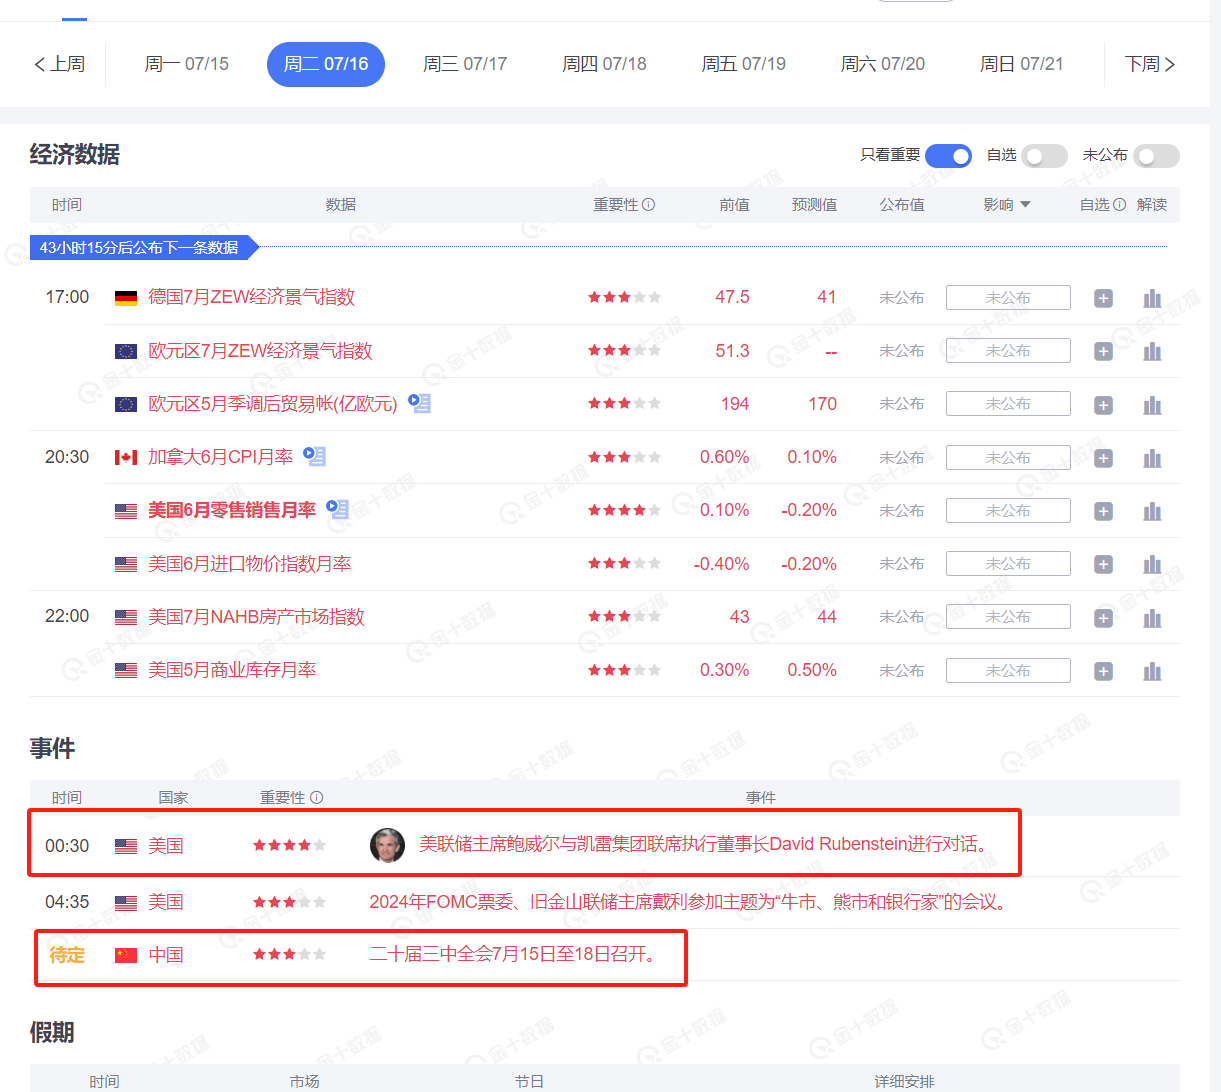 上周 周一 07/15 周二 07/16 周三 07/17 周四 07/18 周五 07/19 周六 07/20 周日 07/21 下周
经济数据 只看重要 自选 未公布
时间 数据 重要性 前值 预测值 公布值 影响 自选 解读
43小时15分后公布下一条数据
17:00 德国7月ZEW经济景气指数 47.5 41 未公布 未公布
欧元区7月ZEW经济景气指数 51.3 -- 未公布 未公布
欧元区5月季调后贸易帐(亿欧元) 194 170 未公布 未公布
20:30 加拿大6月CPI月率 0.60% 0.10% 未公布 未公布
美国6月零售销售月率 0.10% -0.20% 未公布 未公布
美国6月进口物价指数月率 -0.40% -0.20% 未公布 未公布
22:00 美国7月NAHB房产市场指数 43 44 未公布 未公布
美国5月商业库存月率 0.30% 0.50% 未公布 未公布
事件
时间 国家 重要性 事件
00:30 美国 美联储主席鲍威尔与凯雷集团联席执行董事长David Rubenstein进行对话。
04:35 美国 2024年FOMC票委、旧金山联储主席戴利参加主题为“牛市、熊市和银行家”的会议。
待定 中国 二十届三中全会7月15日至18日召开。
假期
时间 市场 节日 详细安排
金十数据